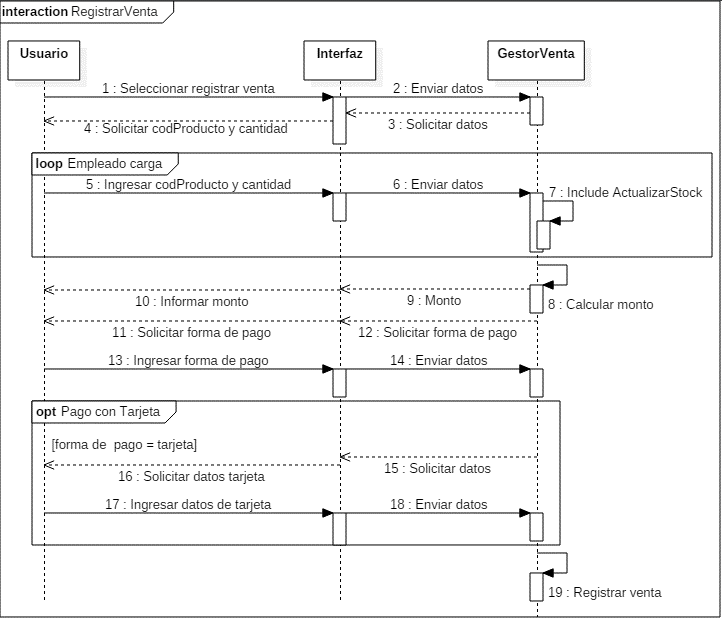 interaction RegistrarVenta
Usuario
Interfaz
GestorVenta
1 : Seleccionar registrar venta
2 : Enviar datos
3 : Solicitar datos
4 : Solicitar codProducto y cantidad
loop Empleado carga
5 : Ingresar codProducto y cantidad
6 : Enviar datos
7 : Include ActualizarStock
8 : Calcular monto
9 : Monto
10 : Informar monto
11 : Solicitar forma de pago
12 : Solicitar forma de pago
13 : Ingresar forma de pago
14 : Enviar datos
opt Pago con Tarjeta
[forma de pago = tarjeta]
15 : Solicitar datos
16 : Solicitar datos tarjeta
17 : Ingresar datos de tarjeta
18 : Enviar datos
19 : Registrar venta